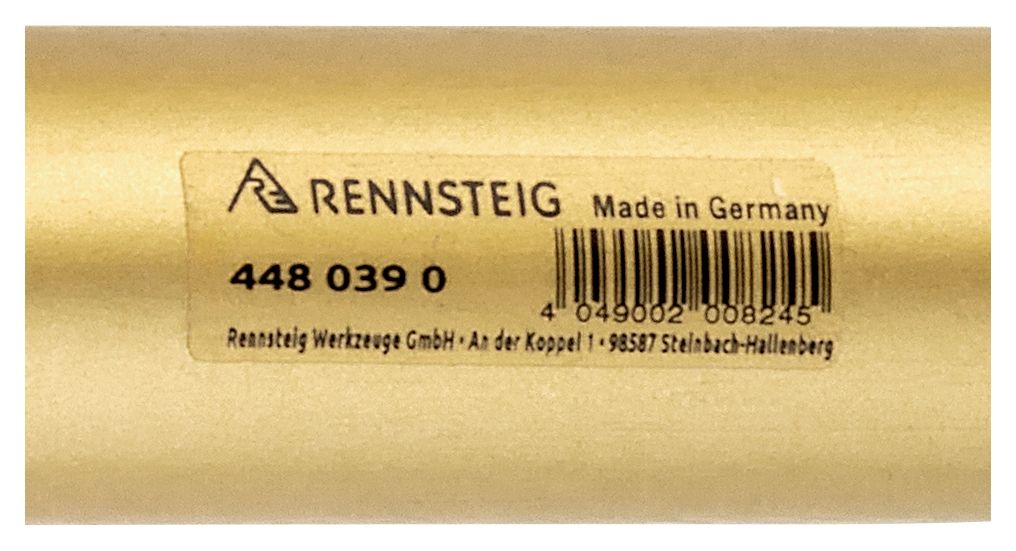 RENNSTEIG Made in Germany
448 039 0
4 049002 008245
Rennsteig Werkzeuge GmbH · An der Koppel 1 · 98587 Steinbach-Hallenberg